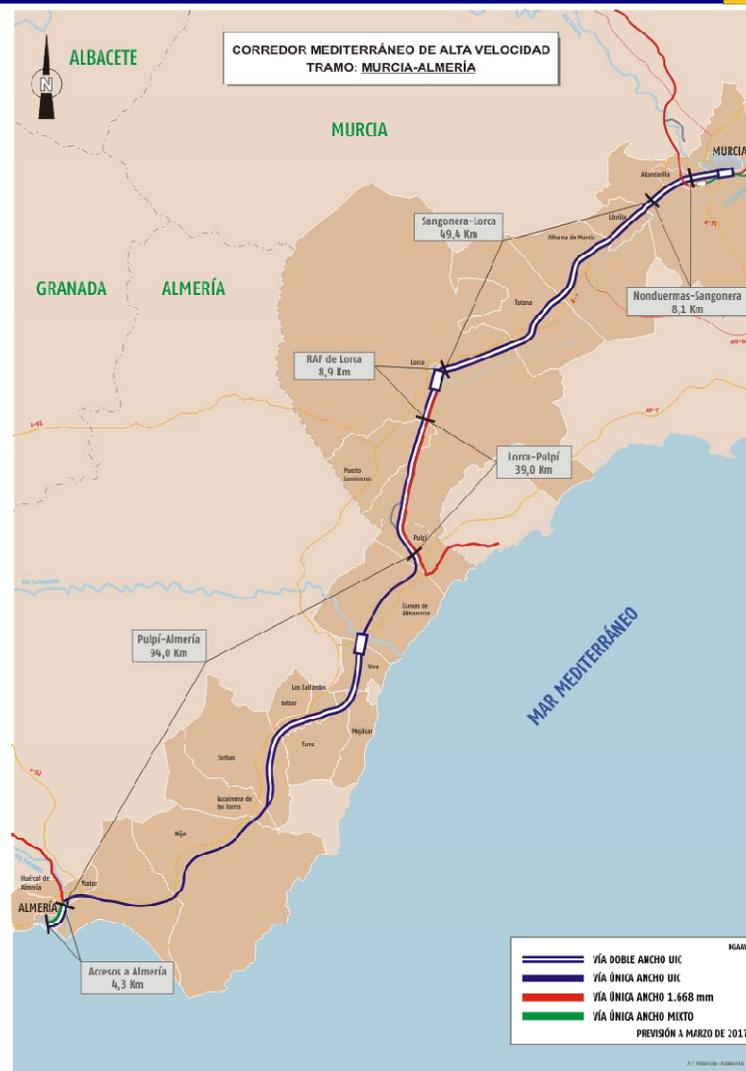 CORREDOR MEDITERRÁNEO DE ALTA VELOCIDAD
TRAMO: MURCIA-ALMERÍA
N
ALBACETE
MURCIA
MURCIA
Alcantarilla
Librilla
Sangonera-Lorca
49,4 Km
Alhama de Murcia
A-7
GRANADA
ALMERÍA
Nonduermas-Sangonera
8,1 Km
Totana
RAF de Lorca
8,9 Km
Lorca
AP-7
A-91
Lorca-Pulpí
39,0 Km
Puerto
Lumbreras
Pulpí
Cuevas de
Almanzora
Pulpí-Almería
94,0 Km
MAR MEDITERRÁNEO
Vera
Los Gallardos
Bédar
Mojácar
Turre
Sorbas
Lucainena de
las Torres
Níjar
Huércal de
Almería
Viator
ALMERÍA
Accesos a Almería
4,3 Km
VÍA DOBLE ANCHO UIC
VÍA ÚNICA ANCHO UIC
VÍA ÚNICA ANCHO 1.668 mm
VÍA ÚNICA ANCHO MIXTO
PREVISIÓN A MARZO DE 2017